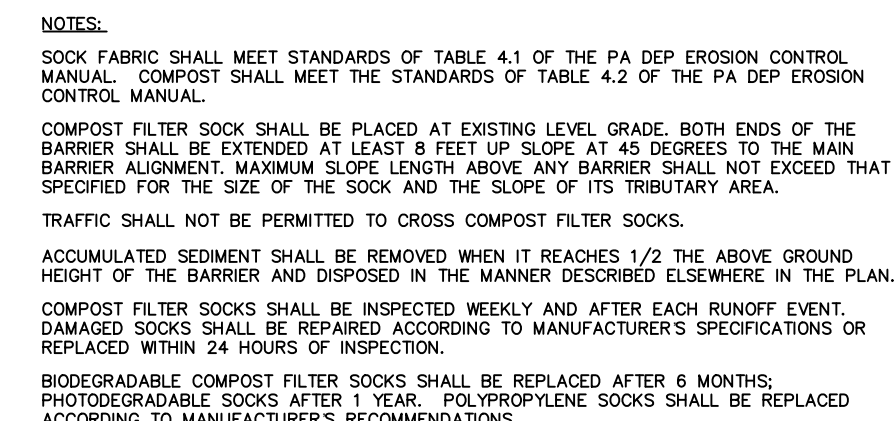 NOTES:
SOCK FABRIC SHALL MEET STANDARDS OF TABLE 4.1 OF THE PA DEP EROSION CONTROL
MANUAL. COMPOST SHALL MEET THE STANDARDS OF TABLE 4.2 OF THE PA DEP EROSION
CONTROL MANUAL.
COMPOST FILTER SOCK SHALL BE PLACED AT EXISTING LEVEL GRADE. BOTH ENDS OF THE
BARRIER SHALL BE EXTENDED AT LEAST 8 FEET UP SLOPE AT 45 DEGREES TO THE MAIN
BARRIER ALIGNMENT. MAXIMUM SLOPE LENGTH ABOVE ANY BARRIER SHALL NOT EXCEED THAT
SPECIFIED FOR THE SIZE OF THE SOCK AND THE SLOPE OF ITS TRIBUTARY AREA.
TRAFFIC SHALL NOT BE PERMITTED TO CROSS COMPOST FILTER SOCKS.
ACCUMULATED SEDIMENT SHALL BE REMOVED WHEN IT REACHES 1/2 THE ABOVE GROUND
HEIGHT OF THE BARRIER AND DISPOSED IN THE MANNER DESCRIBED ELSEWHERE IN THE PLAN.
COMPOST FILTER SOCKS SHALL BE INSPECTED WEEKLY AND AFTER EACH RUNOFF EVENT.
DAMAGED SOCKS SHALL BE REPAIRED ACCORDING TO MANUFACTURER'S SPECIFICATIONS OR
REPLACED WITHIN 24 HOURS OF INSPECTION.
BIODEGRADABLE COMPOST FILTER SOCKS SHALL BE REPLACED AFTER 6 MONTHS;
PHOTODEGRADABLE SOCKS AFTER 1 YEAR. POLYPROPYLENE SOCKS SHALL BE REPLACED
ACCORDING TO MANUFACTURER'S RECOMMENDATIONS.